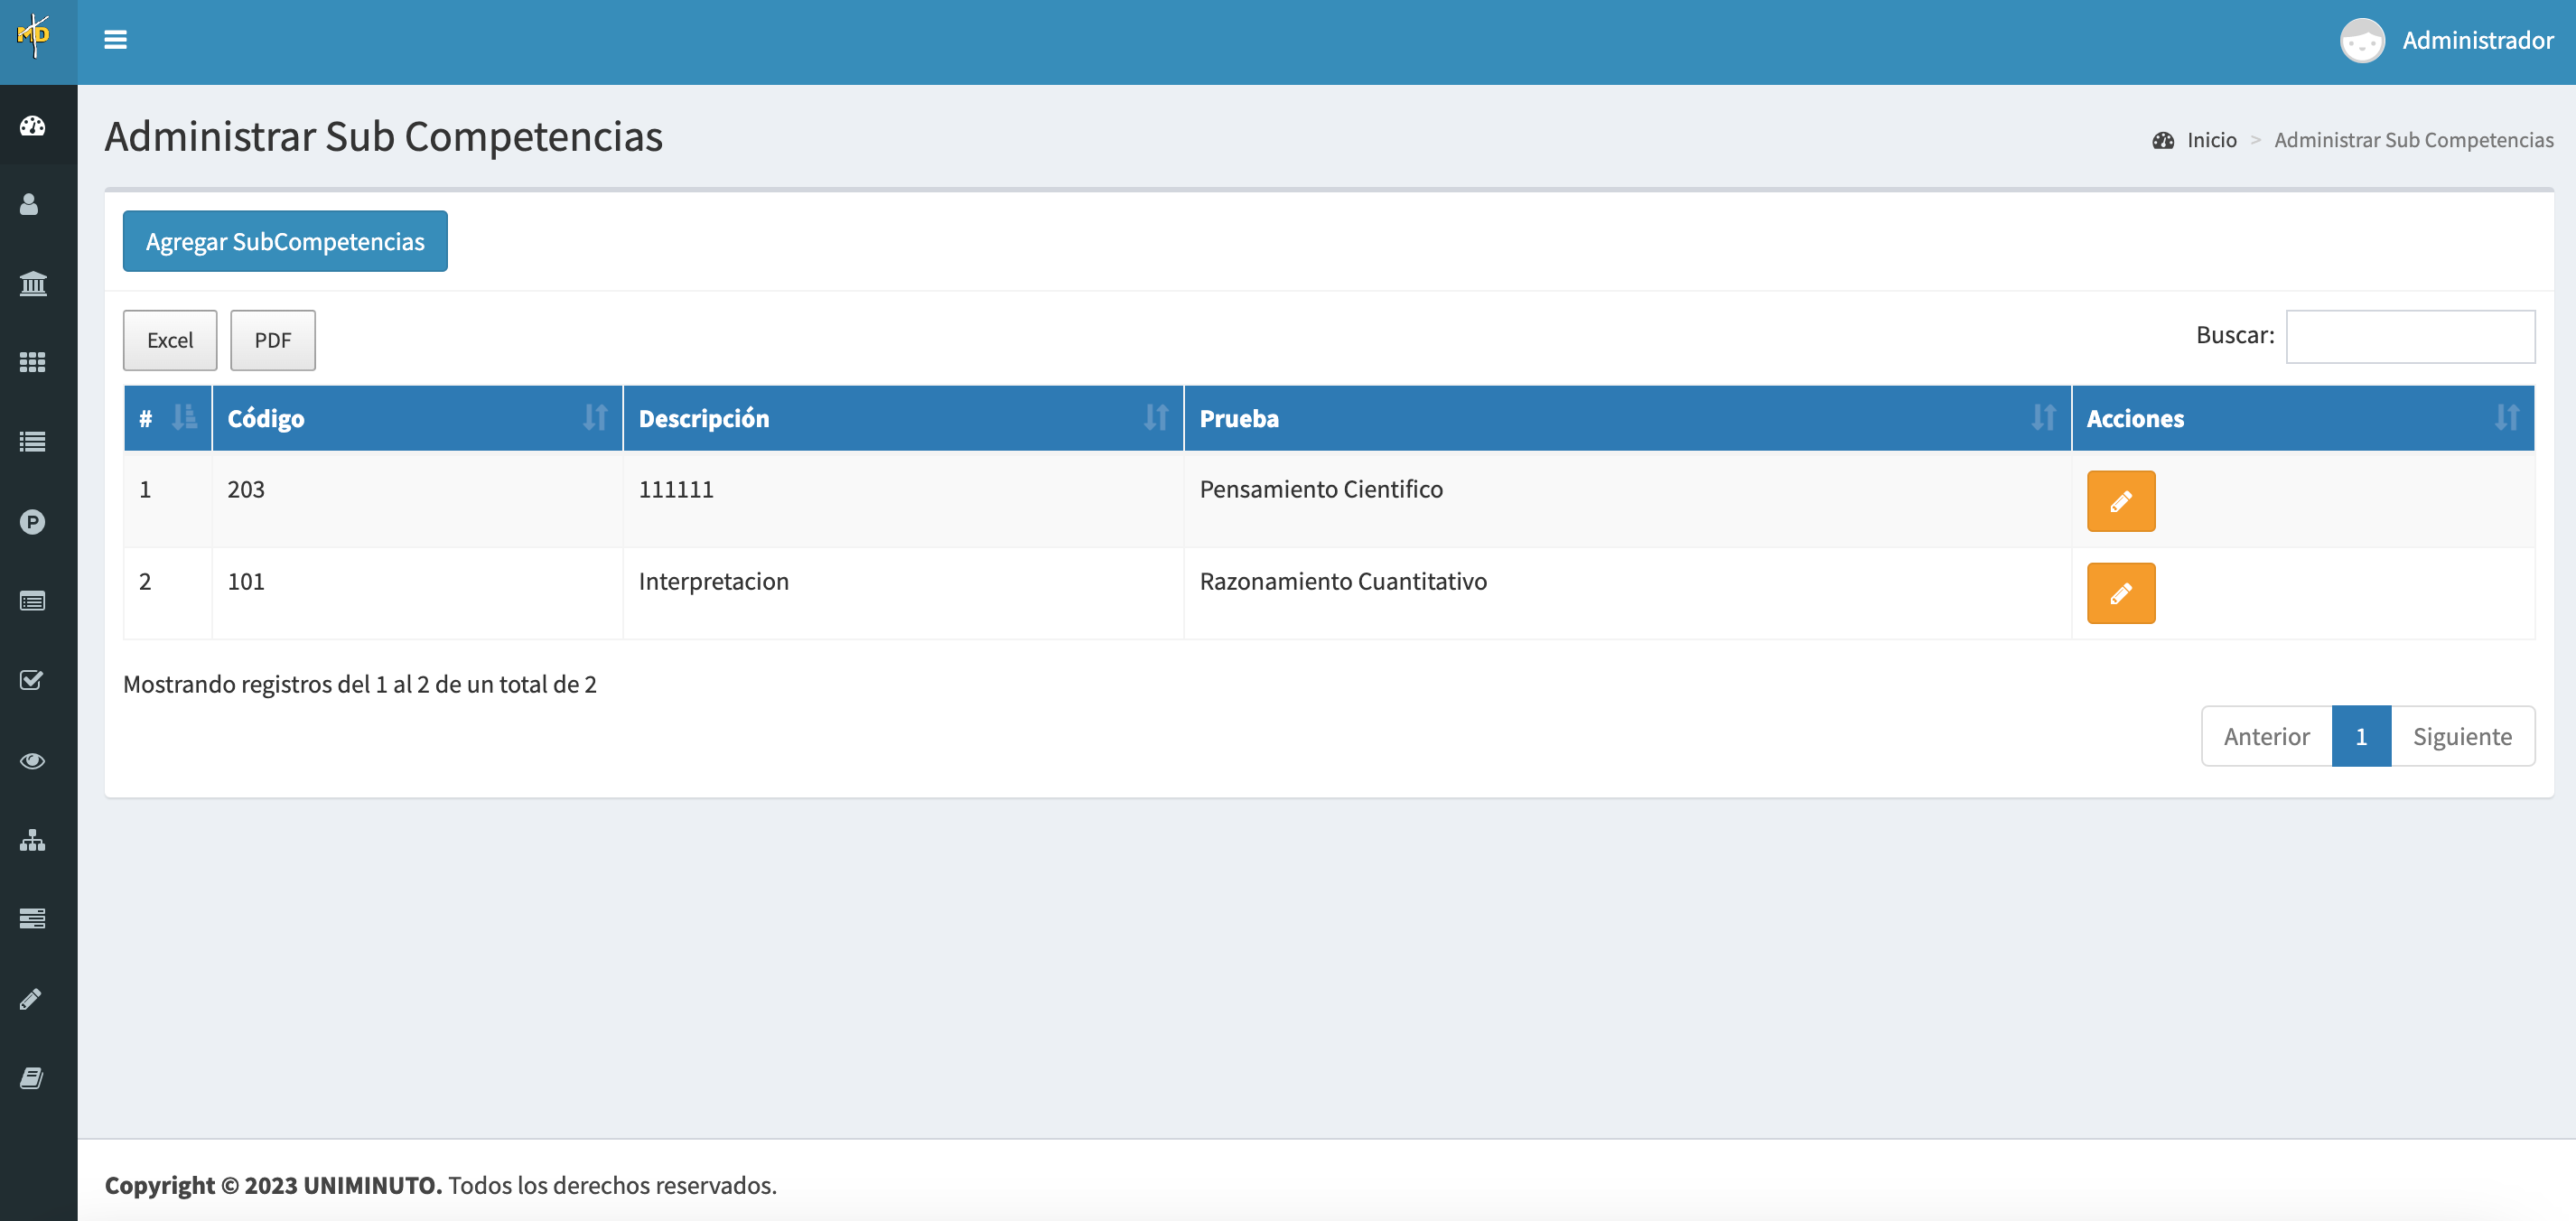 MD
Administrador
Administrar Sub Competencias
Inicio > Administrar Sub Competencias
Agregar SubCompetencias
Excel PDF
Buscar:
# Código Descripción Prueba Acciones
1 203 111111 Pensamiento Cientifico
2 101 Interpretacion Razonamiento Cuantitativo
Mostrando registros del 1 al 2 de un total de 2
Anterior 1 Siguiente
Copyright © 2023 UNIMINUTO. Todos los derechos reservados.